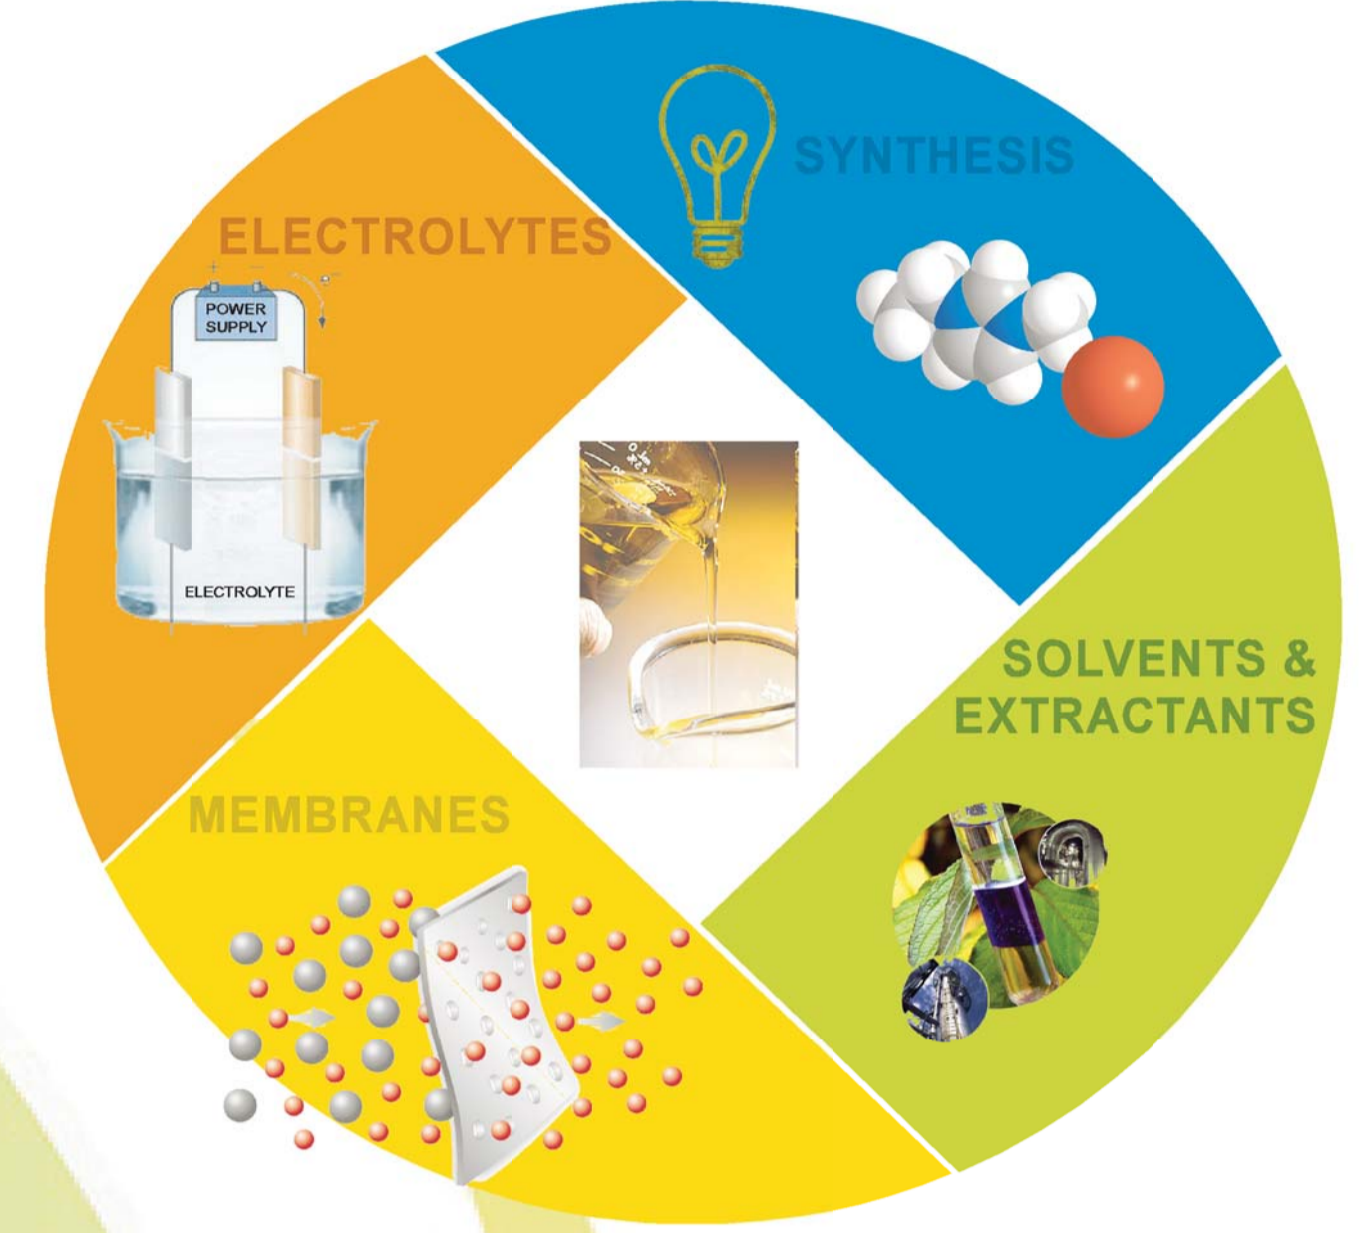 SYNTHESIS
ELECTROLYTES
+ − e⁻
POWER
SUPPLY
ELECTROLYTE
SOLVENTS &
EXTRACTANTS
MEMBRANES